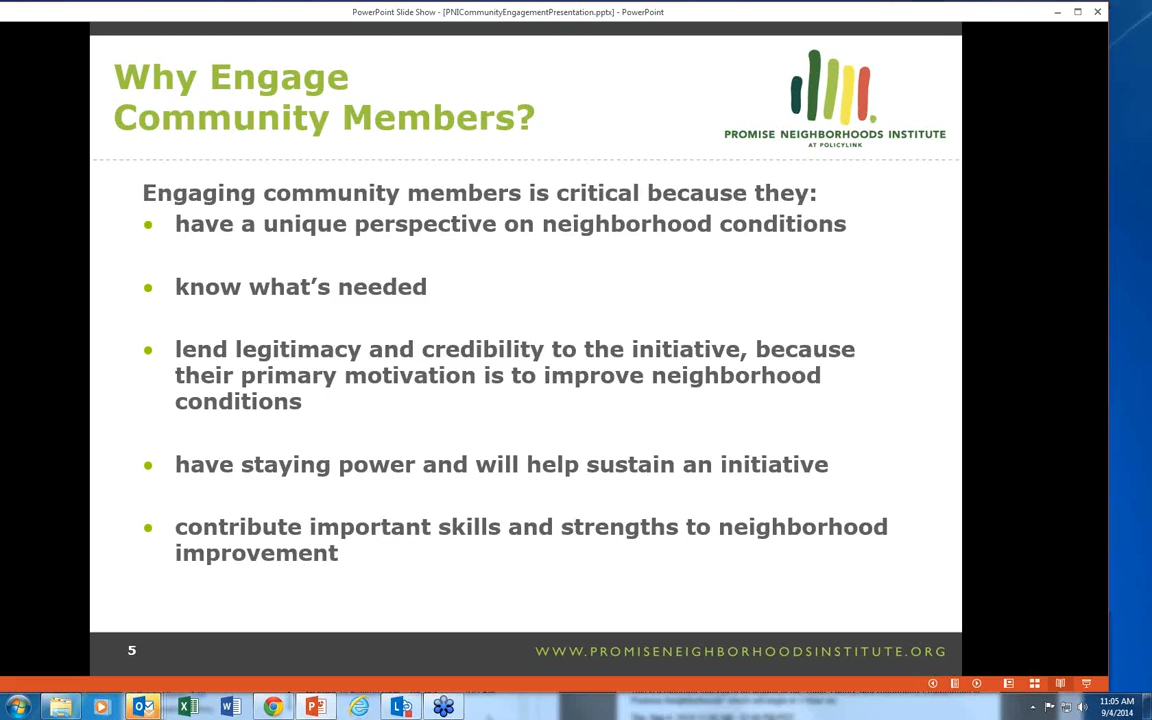 PowerPoint Slide Show - [PNICommunityEngagementPresentation.pptx] - PowerPoint
Why Engage
Community Members?
PROMISE NEIGHBORHOODS INSTITUTE
AT POLICYLINK
Engaging community members is critical because they:
• have a unique perspective on neighborhood conditions
• know what’s needed
• lend legitimacy and credibility to the initiative, because
their primary motivation is to improve neighborhood
conditions
• have staying power and will help sustain an initiative
• contribute important skills and strengths to neighborhood
improvement
5
WWW.PROMISENEIGHBORHOODSINSTITUTE.ORG
11:05 AM
9/4/2014